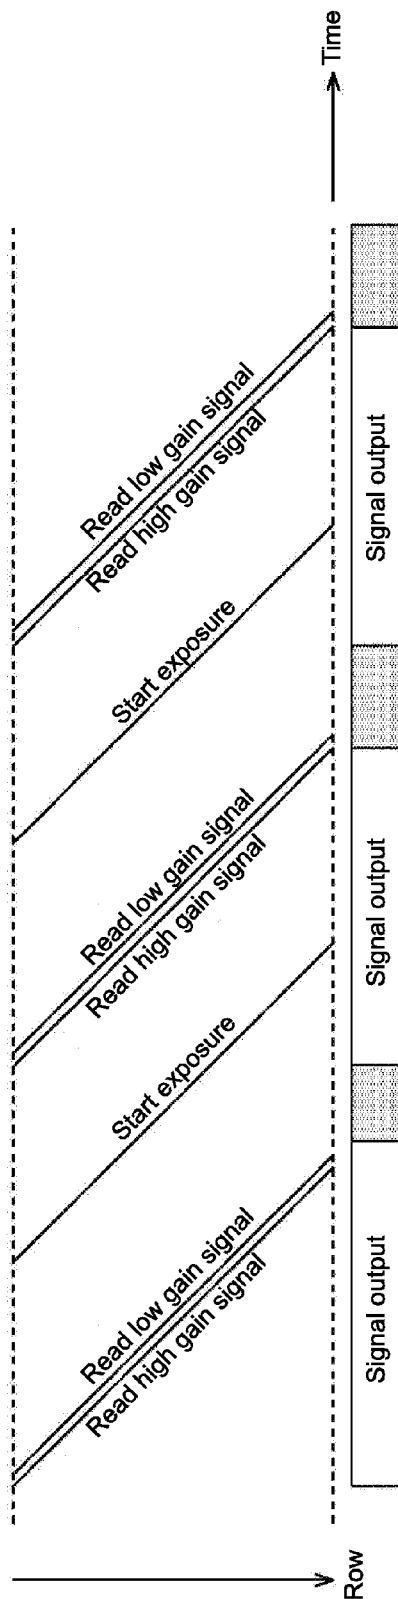 Row
Read high gain signal
Read low gain signal
Start exposure
Read high gain signal
Read low gain signal
Start exposure
Read high gain signal
Read low gain signal
Time
Signal output
Signal output
Signal output